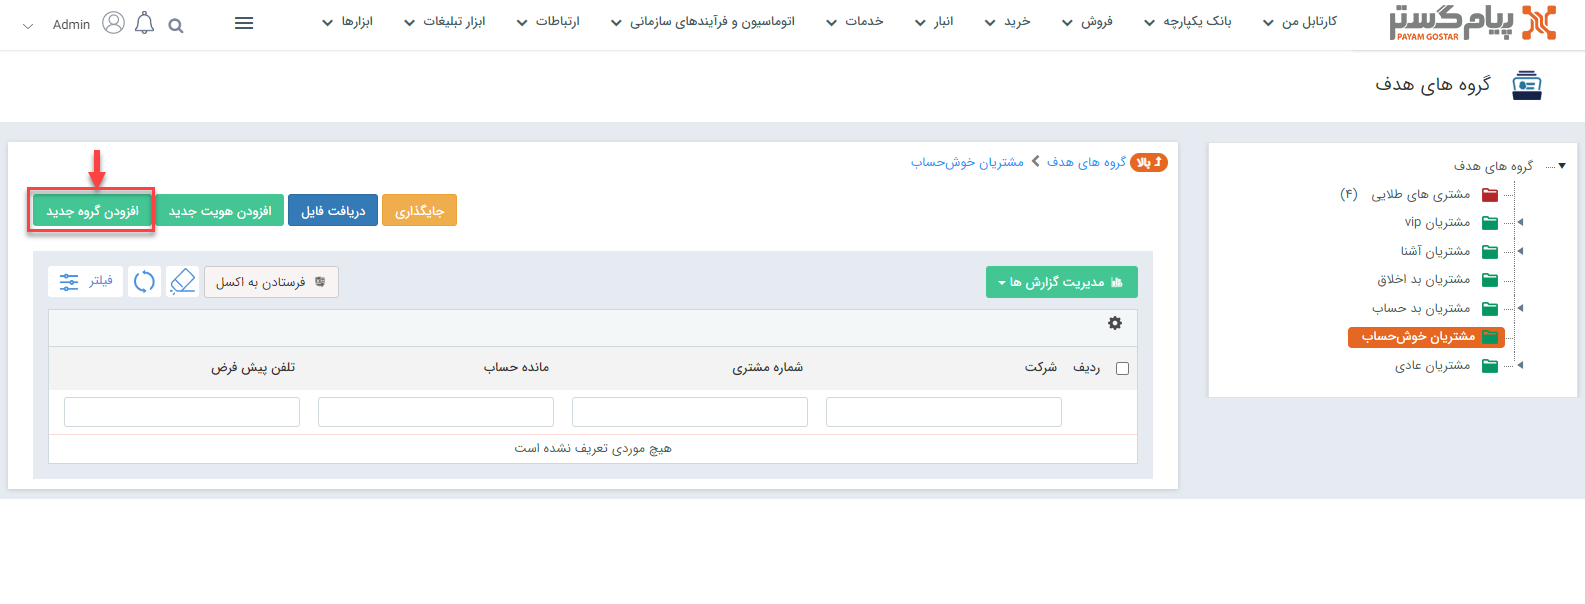 پیام گستر
PAYAM GOSTAR
کارتابل من
بانک یکپارچه
فروش
خرید
انبار
خدمات
اتوماسیون و فرآیندهای سازمانی
ارتباطات
ابزار تبلیغات
ابزارها
Admin
گروه های هدف
گروه های هدف
مشتری های طلایی (۴)
مشتریان vip
مشتریان آشنا
مشتریان بد اخلاق
مشتریان بد حساب
مشتریان خوش‌حساب
مشتریان عادی
بالا گروه های هدف مشتریان خوش‌حساب
جایگذاری
دریافت فایل
افزودن هویت جدید
افزودن گروه جدید
مدیریت گزارش ها
فرستادن به اکسل
فیلتر
ردیف شرکت شماره مشتری مانده حساب تلفن پیش فرض
هیچ موردی تعریف نشده است